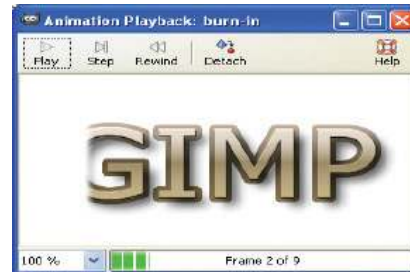 Animation Playback: burn-in
Play Step Rewind Detach Help
GIMP
100 % Frame 2 of 9